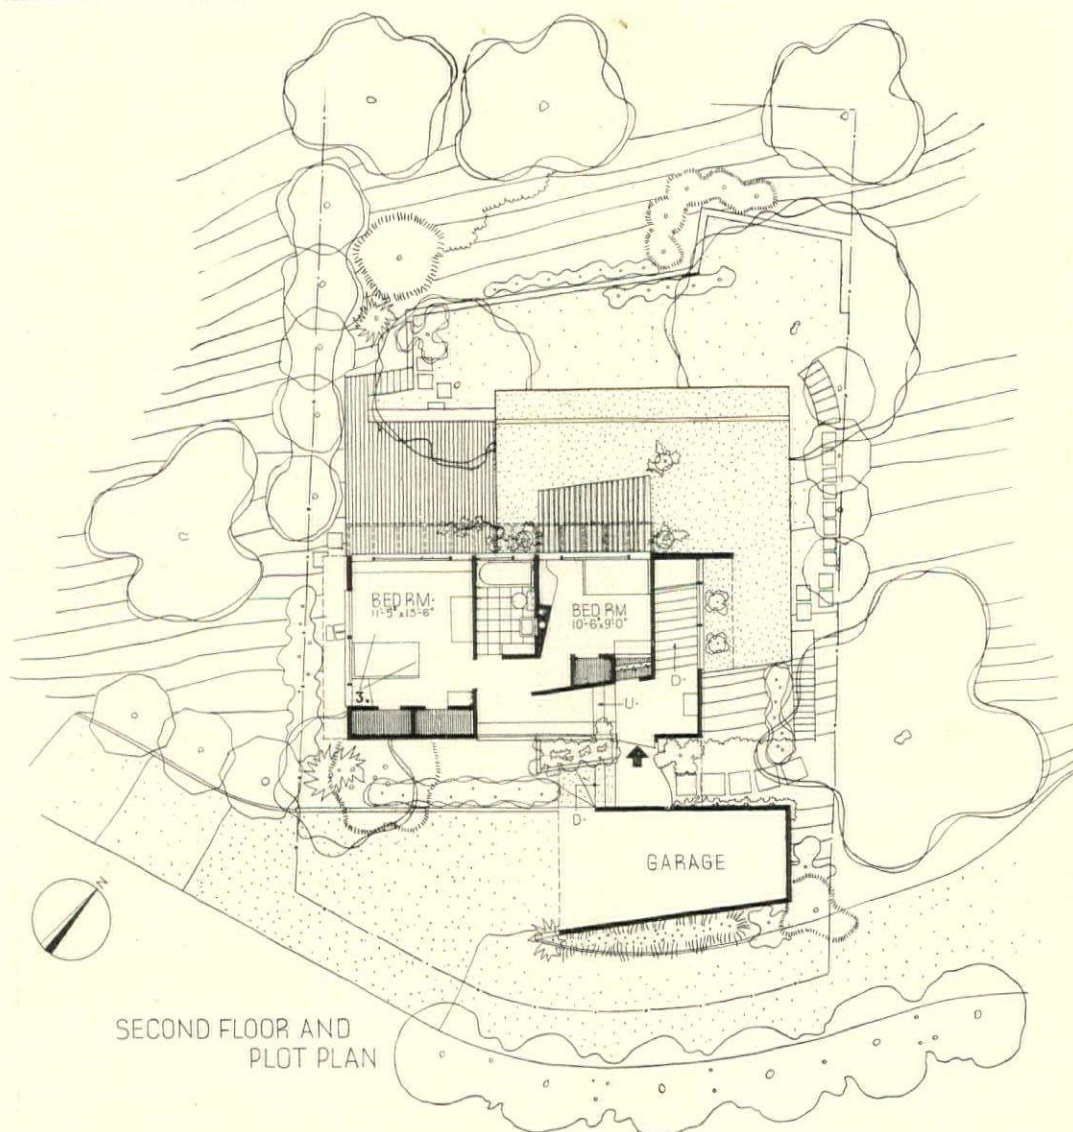 BED RM.
11'-5" x 13'-6"
BED RM
10'-6 x 9'-0"
3.
U.
D.
D.
GARAGE
N
SECOND FLOOR AND
PLOT PLAN